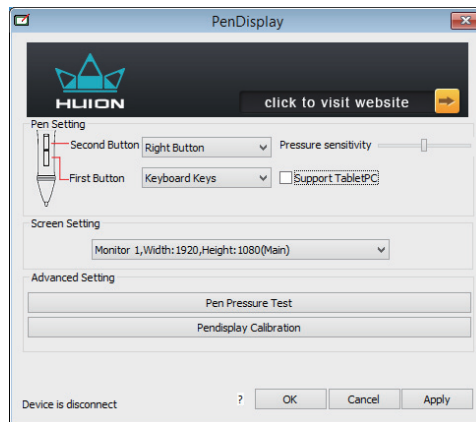 PenDisplay
HUION
click to visit website
Pen Setting
Second Button Right Button Pressure sensitivity
First Button Keyboard Keys Support TabletPC
Screen Setting
Monitor 1,Width:1920,Height:1080(Main)
Advanced Setting
Pen Pressure Test
Pendisplay Calibration
Device is disconnect ? OK Cancel Apply